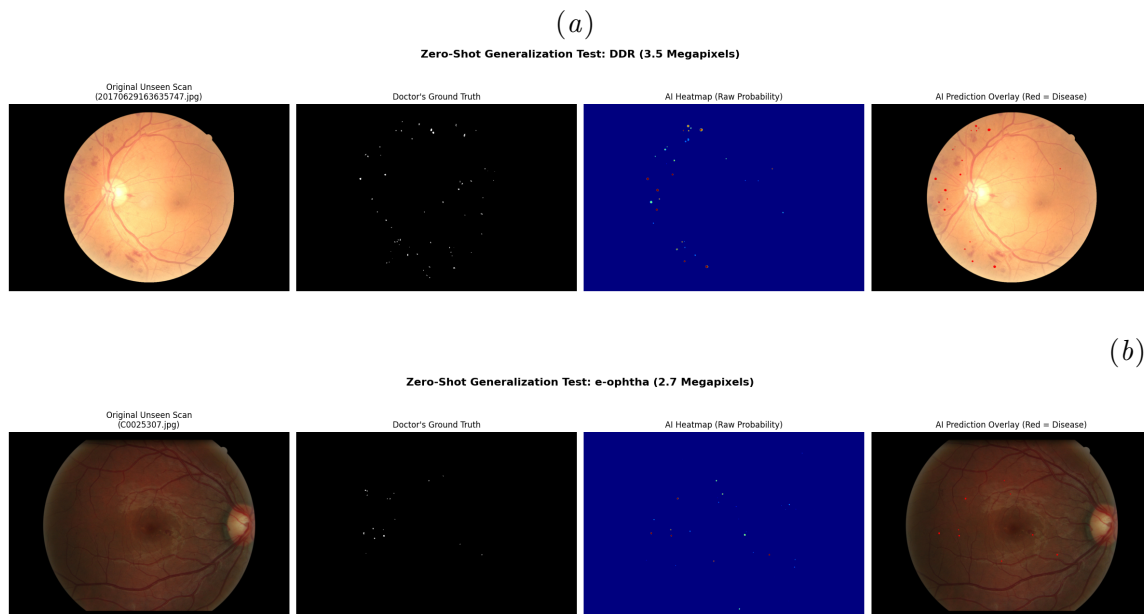 (a)
Zero-Shot Generalization Test: DDR (3.5 Megapixels)
Original Unseen Scan
(20170629163635747.jpg)
Doctor's Ground Truth
AI Heatmap (Raw Probability)
AI Prediction Overlay (Red = Disease)
(b)
Zero-Shot Generalization Test: e-ophtha (2.7 Megapixels)
Original Unseen Scan
(C0025307.jpg)
Doctor's Ground Truth
AI Heatmap (Raw Probability)
AI Prediction Overlay (Red = Disease)